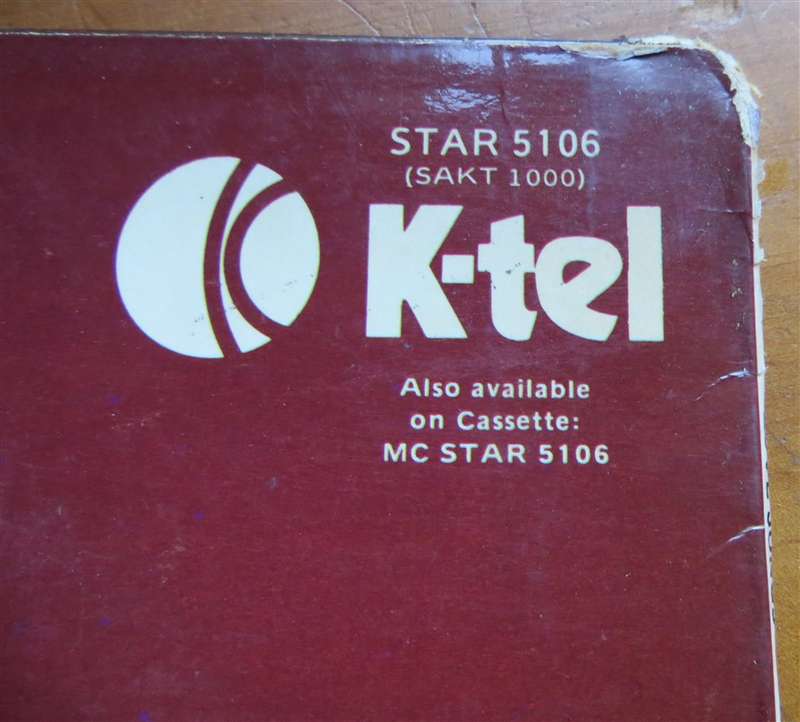 STAR 5106
(SAKT 1000)
K-tel
Also available
on Cassette:
MC STAR 5106